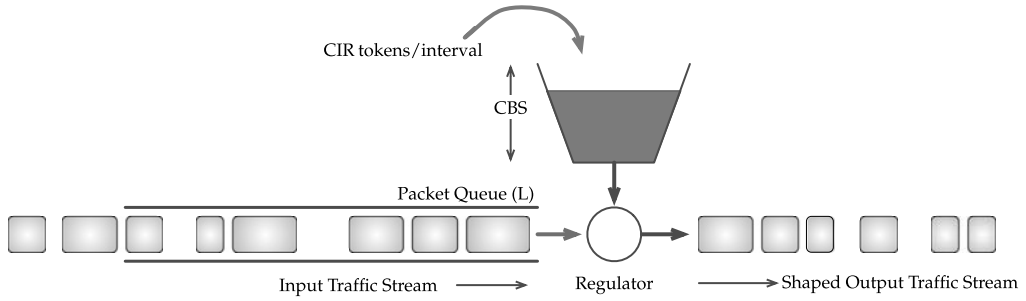 CIR tokens/interval
CBS
Packet Queue (L)
Input Traffic Stream
Regulator
Shaped Output Traffic Stream